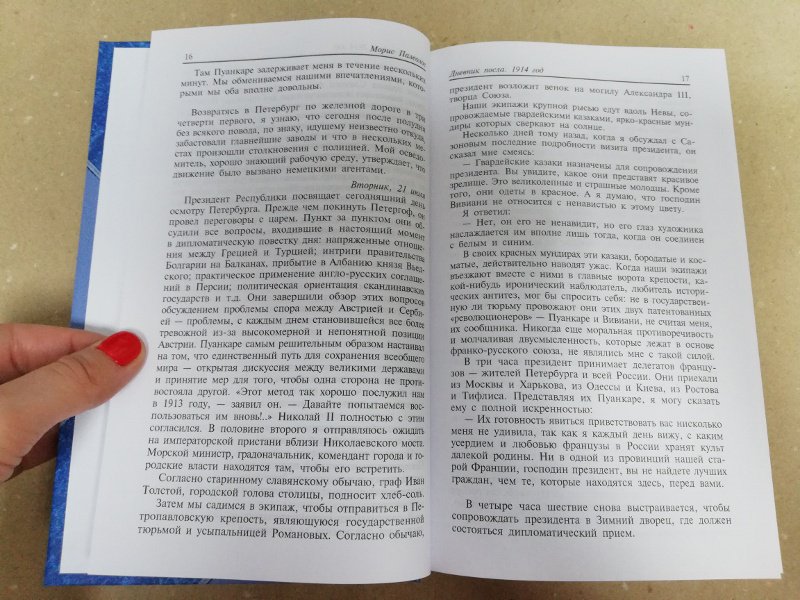 16
Морис Палеолог
Там Пуанкаре задерживает меня в течение нескольких
минут. Мы обмениваемся нашими впечатлениями, кото-
рыми мы оба вполне довольны.
Возвратясь в Петербург по железной дороге в три
четверти первого, я узнаю, что сегодня после полудня
без всякого повода, по знаку, идущему неизвестно откуда,
забастовали главнейшие заводы и что в нескольких мес-
тах произошли столкновения с полицией. Мой осведо-
митель, хорошо знающий рабочую среду, утверждает, что
движение было вызвано немецкими агентами.
Вторник, 21 июля
Президент Республики посвящает сегодняшний день
осмотру Петербурга. Прежде чем покинуть Петергоф, он
провел переговоры с царем. Пункт за пунктом они об-
судили все вопросы, входившие в настоящий момент
в дипломатическую повестку дня: напряженные отноше-
ния между Грецией и Турцией; интриги правительства
Болгарии на Балканах, прибытие в Албанию князя Вьед-
ского; практическое применение англо-русских соглаше-
ний в Персии; политическая ориентация скандинавских
государств и т.д. Они завершили обзор этих вопросов
обсуждением проблемы спора между Австрией и Серби-
ей — проблемы, с каждым днем становившейся все более
тревожной из-за высокомерной и непонятной позиции
Австрии. Пуанкаре самым решительным образом настаивал
на том, что единственный путь для сохранения всеобщего
мира — открытая дискуссия между великими державами
и принятие мер для того, чтобы одна сторона не проти-
востояла другой. «Этот метод так хорошо послужил нам
в 1913 году, — заявил он. — Давайте попытаемся вос-
пользоваться им вновь!..» Николай II полностью с этим
согласился. В половине второго я отправляюсь ожидать
на императорской пристани вблизи Николаевского моста.
Морской министр, градоначальник, комендант города и го-
родские власти находятся там, чтобы его встретить.
Согласно старинному славянскому обычаю, граф Иван
Толстой, городской голова столицы, подносит хлеб-соль.
Затем мы садимся в экипаж, чтобы отправиться в Пе-
тропавловскую крепость, являющуюся государственной
тюрьмой и усыпальницей Романовых. Согласно обычаю,
Дневник посла. 1914 год
17
президент возложит венок на могилу Александра III,
творца Союза.
Наши экипажи крупной рысью едут вдоль Невы, со-
провождаемые гвардейскими казаками, ярко-красные мун-
диры которых сверкают на солнце.
Несколько дней тому назад, когда я обсуждал с Са-
зоновым последние подробности визита президента, он
сказал мне смеясь:
— Гвардейские казаки назначены для сопровождения
президента. Вы увидите, какое они представят красивое
зрелище. Это великолепные и страшные молодцы. Кроме
того, они одеты в красное. А я думаю, что господин
Вивиани не относится с ненавистью к этому цвету.
Я ответил:
— Нет, он его не ненавидит, но его глаз художника
наслаждается им вполне лишь тогда, когда он соединен
с белым и синим.
В своих красных мундирах эти казаки, бородатые и кос-
матые, действительно наводят ужас. Когда наши экипажи
въезжают вместе с ними в главные ворота крепости, ка-
кой-нибудь иронический наблюдатель, любитель истори-
ческих антитез, мог бы спросить себя: не в государствен-
ную ли тюрьму провожают они этих двух патентованных
«революционеров» — Пуанкаре и Вивиани, не считая меня,
их сообщника. Никогда еще моральная противоречивость
и молчаливая двусмысленность, которые лежат в основе
франко-русского союза, не являлись мне с такой силой.
В три часа президент принимает делегатов францу-
зов — жителей Петербурга и всей России. Они приехали
из Москвы и Харькова, из Одессы и Киева, из Ростова
и Тифлиса. Представляя их Пуанкаре, я могу сказать
ему с полною искренностью:
— Их готовность явиться приветствовать вас нисколько
меня не удивила, так как я каждый день вижу, с каким
усердием и любовью французы в России хранят культ
далекой родины. Ни в одной из провинций нашей ста-
рой Франции, господин президент, вы не найдете лучших
граждан, чем те, которые находятся здесь, перед вами.
В четыре часа шествие снова выстраивается, чтобы
сопровождать президента в Зимний дворец, где должен
состояться дипломатический прием.